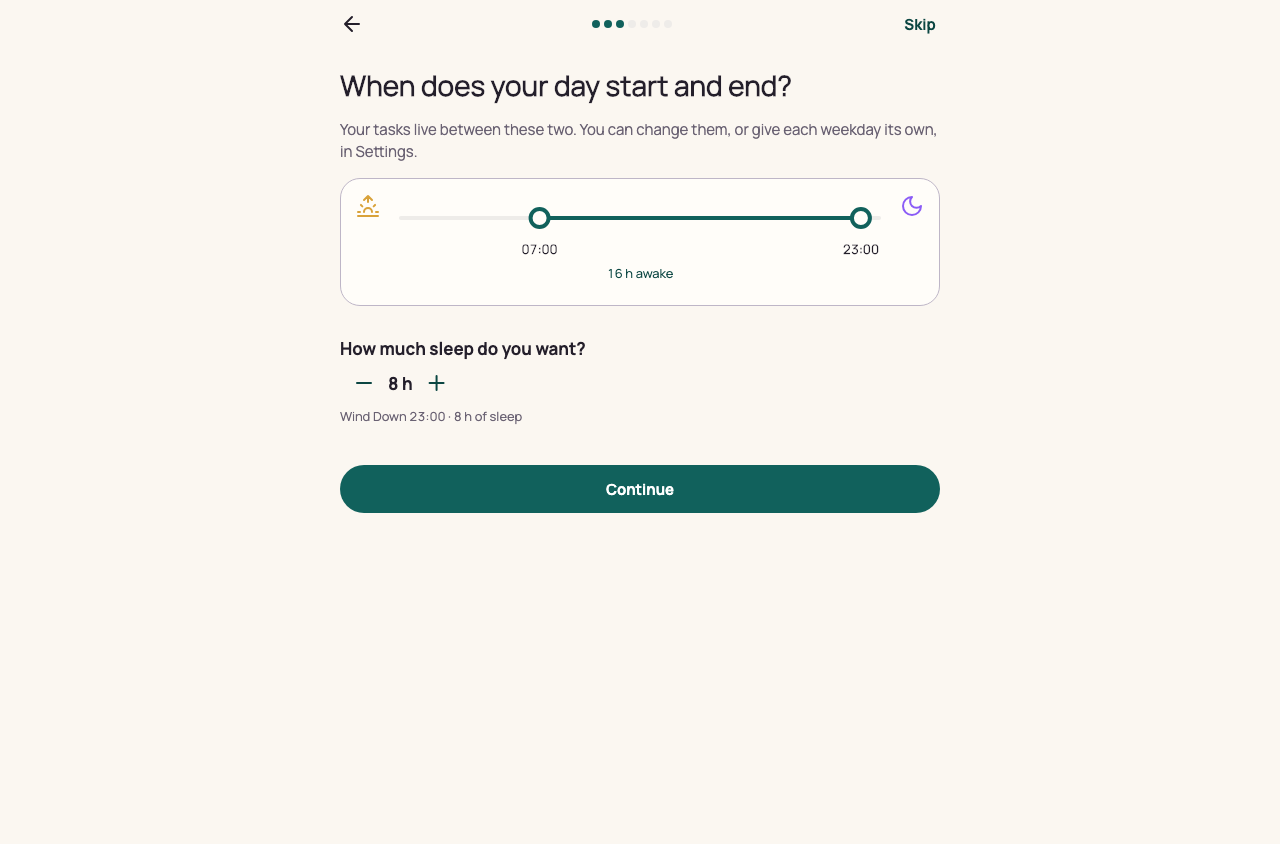 Skip
When does your day start and end?
Your tasks live between these two. You can change them, or give each weekday its own,
in Settings.
07:00 23:00
16 h awake
How much sleep do you want?
8 h
Wind Down 23:00 · 8 h of sleep
Continue